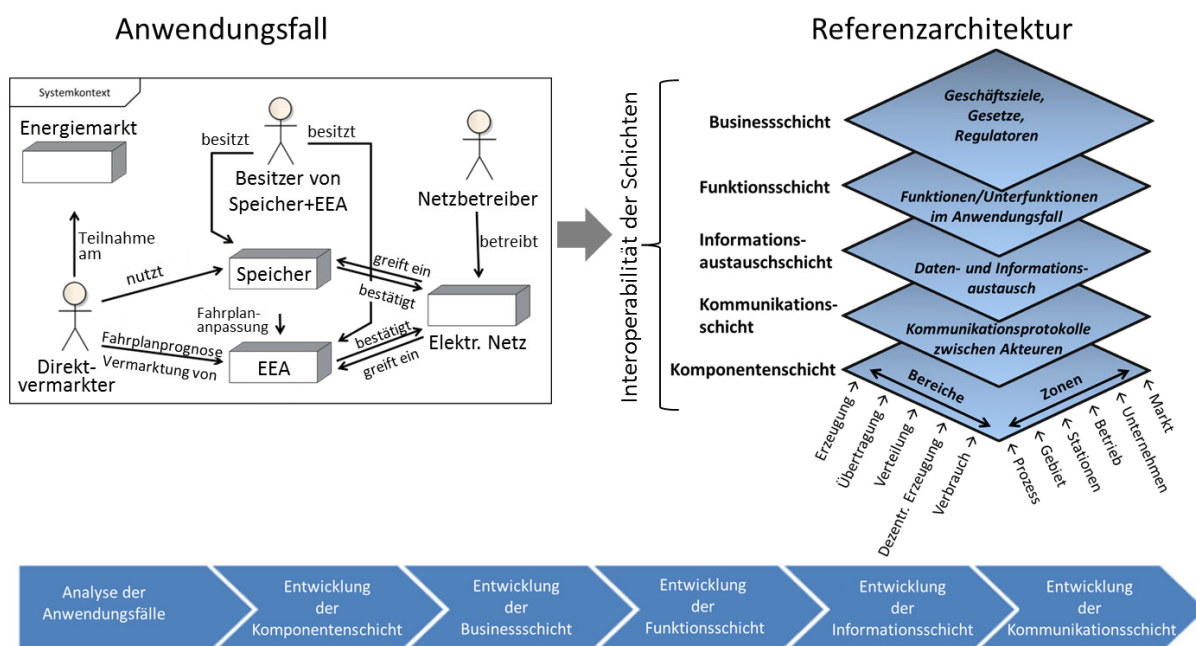 Anwendungsfall
Systemkontext
Energiemarkt
besitzt
besitzt
Besitzer von
Speicher+EEA
Netzbetreiber
betreibt
Teilnahme
am
nutzt
Speicher
greift ein
bestätigt
Fahrplan-
anpassung
Elektr. Netz
Direkt-
vermarkter
Fahrplanprognose
Vermarktung von
EEA
bestätigt
greift ein
Referenzarchitektur
Interoperabilität der Schichten
Businessschicht
Geschäftsziele,
Gesetze,
Regulatoren
Funktionsschicht
Funktionen/Unterfunktionen
im Anwendungsfall
Informations-
austauschschicht
Daten- und Informations-
austausch
Kommunikations-
schicht
Kommunikationsprotokolle
zwischen Akteuren
Komponentenschicht
Bereiche
Zonen
Erzeugung
Übertragung
Verteilung
Dezentr. Erzeugung
Verbrauch
Prozess
Gebiet
Stationen
Betrieb
Unternehmen
Markt
Analyse der
Anwendungsfälle
Entwicklung
der
Komponentenschicht
Entwicklung
der
Businessschicht
Entwicklung
der
Funktionsschicht
Entwicklung
der
Informationsschicht
Entwicklung
der
Kommunikationsschicht